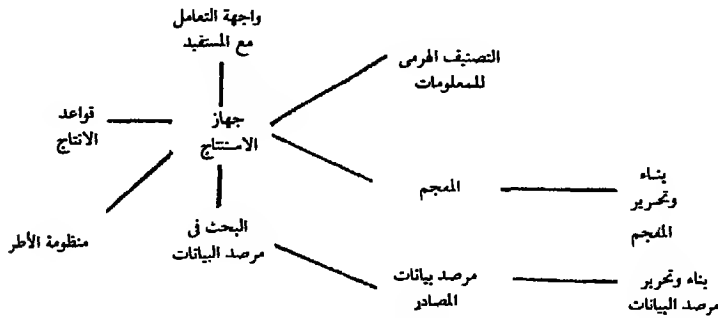 واجهة التعامل
مع المستفيد
التصنيف الهرمى
للمعلومات
قواعد
الانتاج
جهاز
الاستنتاج
بناء
وتحرير
المعجم
المعجم
منظومة الأطر
البحث فى
مرصد البيانات
مرصد بيانات
المصادر
بناء وتحرير
مرصد البيانات